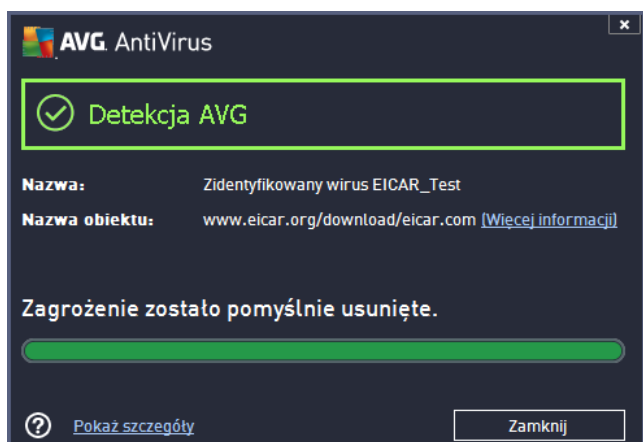 AVG. AntiVirus
Detekcja AVG
Nazwa: Zidentyfikowany wirus EICAR_Test
Nazwa obiektu: www.eicar.org/download/eicar.com (Więcej informacji)
Zagrożenie zostało pomyślnie usunięte.
Pokaż szczegóły Zamknij